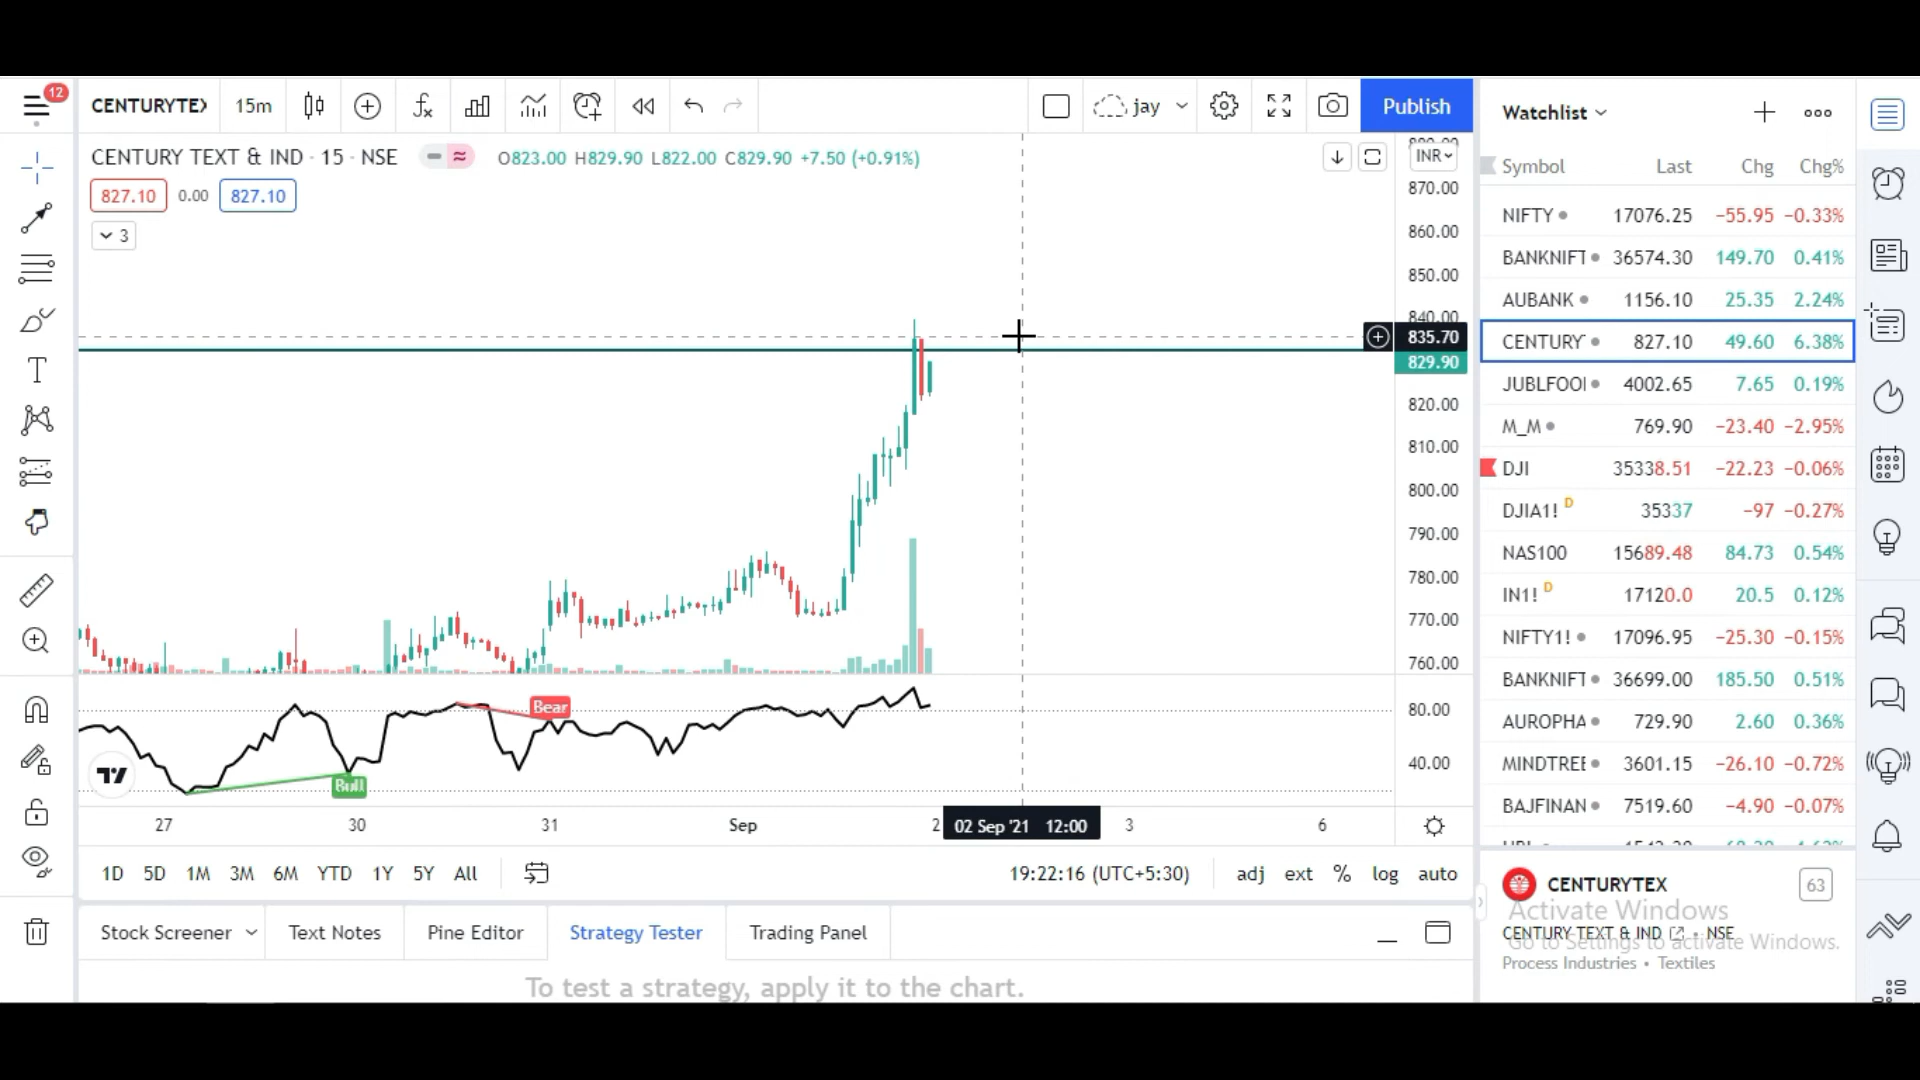 12
CENTURYTEX 15m jay Publish
CENTURY TEXT & IND · 15 · NSE O823.00 H829.90 L822.00 C829.90 +7.50 (+0.91%)
827.10 0.00 827.10
3
INR
870.00
860.00
850.00
840.00
835.70
829.90
820.00
810.00
800.00
790.00
780.00
770.00
760.00
80.00
40.00
Bear
Bull
27 30 31 Sep 2 02 Sep '21 12:00 3 6
1D 5D 1M 3M 6M YTD 1Y 5Y All 19:22:16 (UTC+5:30) adj ext % log auto
Stock Screener Text Notes Pine Editor Strategy Tester Trading Panel
To test a strategy, apply it to the chart.
Watchlist
Symbol Last Chg Chg%
NIFTY 17076.25 −55.95 −0.33%
BANKNIFT 36574.30 149.70 0.41%
AUBANK 1156.10 25.35 2.24%
CENTURY 827.10 49.60 6.38%
JUBLFOOI 4002.65 7.65 0.19%
M_M 769.90 −23.40 −2.95%
DJI 35338.51 −22.23 −0.06%
DJIA1! D 35337 −97 −0.27%
NAS100 15689.48 84.73 0.54%
IN1! D 17120.0 20.5 0.12%
NIFTY1! 17096.95 −25.30 −0.15%
BANKNIFT 36699.00 185.50 0.51%
AUROPHA 729.90 2.60 0.36%
MINDTREE 3601.15 −26.10 −0.72%
BAJFINAN 7519.60 −4.90 −0.07%
CENTURYTEX 63
Activate Windows
CENTURY TEXT & IND • NSE
Go to Settings to activate Windows.
Process Industries • Textiles